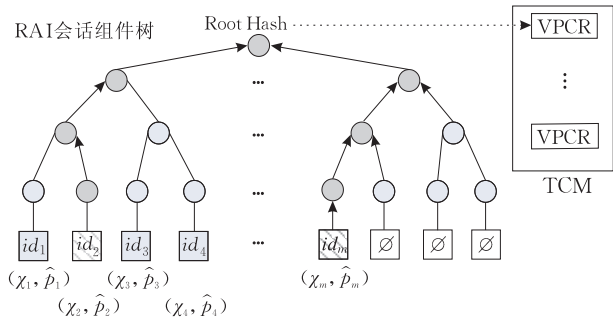 RAI会话组件树
Root Hash
VPCR
...
⋮
...
VPCR
...
TCM
id₁ id₂ id₃ id₄ ... idₘ ∅ ∅ ∅
(χ₁, p̂₁) (χ₃, p̂₃) (χₘ, p̂ₘ)
(χ₂, p̂₂) (χ₄, p̂₄)